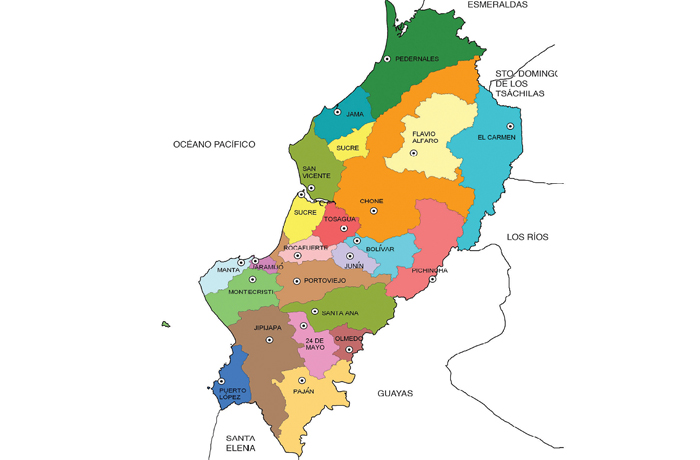 ESMERALDAS
PEDERNALES
STO. DOMINGO
DE LOS
TSÁCHILAS
JAMA
FLAVIO
ALFARO
EL CARMEN
OCÉANO PACÍFICO
SUCRE
SAN
VICENTE
CHONE
SUCRE
TOSAGUA
LOS RÍOS
ROCAFUERTE
BOLÍVAR
MANTA
JARAMIJO
JUNÍN
PICHINCHA
PORTOVIEJO
MONTECRISTI
SANTA ANA
JIPIJAPA
24 DE
MAYO
OLMEDO
PUERTO
LÓPEZ
PAJÁN
GUAYAS
SANTA
ELENA